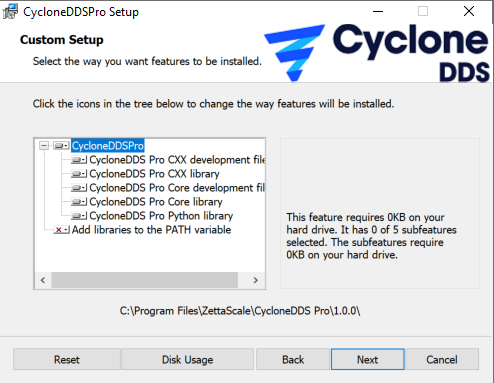 CycloneDDSPro Setup
Custom Setup
Select the way you want features to be installed.
Cyclone
DDS
Click the icons in the tree below to change the way features will be installed.
CycloneDDSPro
CycloneDDS Pro CXX development file
CycloneDDS Pro CXX library
CycloneDDS Pro Core development fil
CycloneDDS Pro Core library
CycloneDDS Pro Python library
Add libraries to the PATH variable
This feature requires 0KB on your
hard drive. It has 0 of 5 subfeatures
selected. The subfeatures require
0KB on your hard drive.
C:\Program Files\ZettaScale\CycloneDDS Pro\1.0.0\
Reset Disk Usage Back Next Cancel